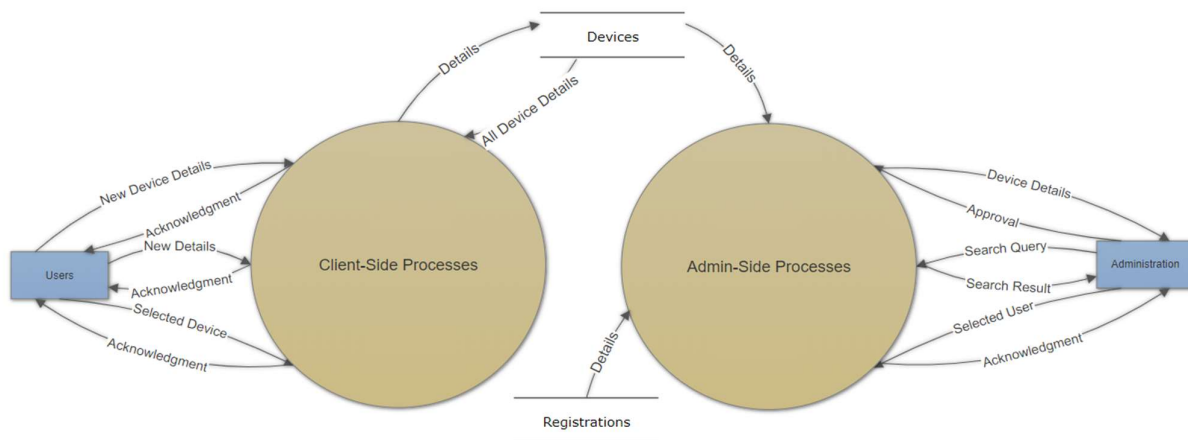 Devices
Details
Details
All Device Details
New Device Details
Acknowledgment
New Details
Users
Acknowledgment
Selected Device
Acknowledgment
Client-Side Processes
Admin-Side Processes
Device Details
Approval
Search Query
Administration
Search Result
Selected User
Acknowledgment
Details
Registrations